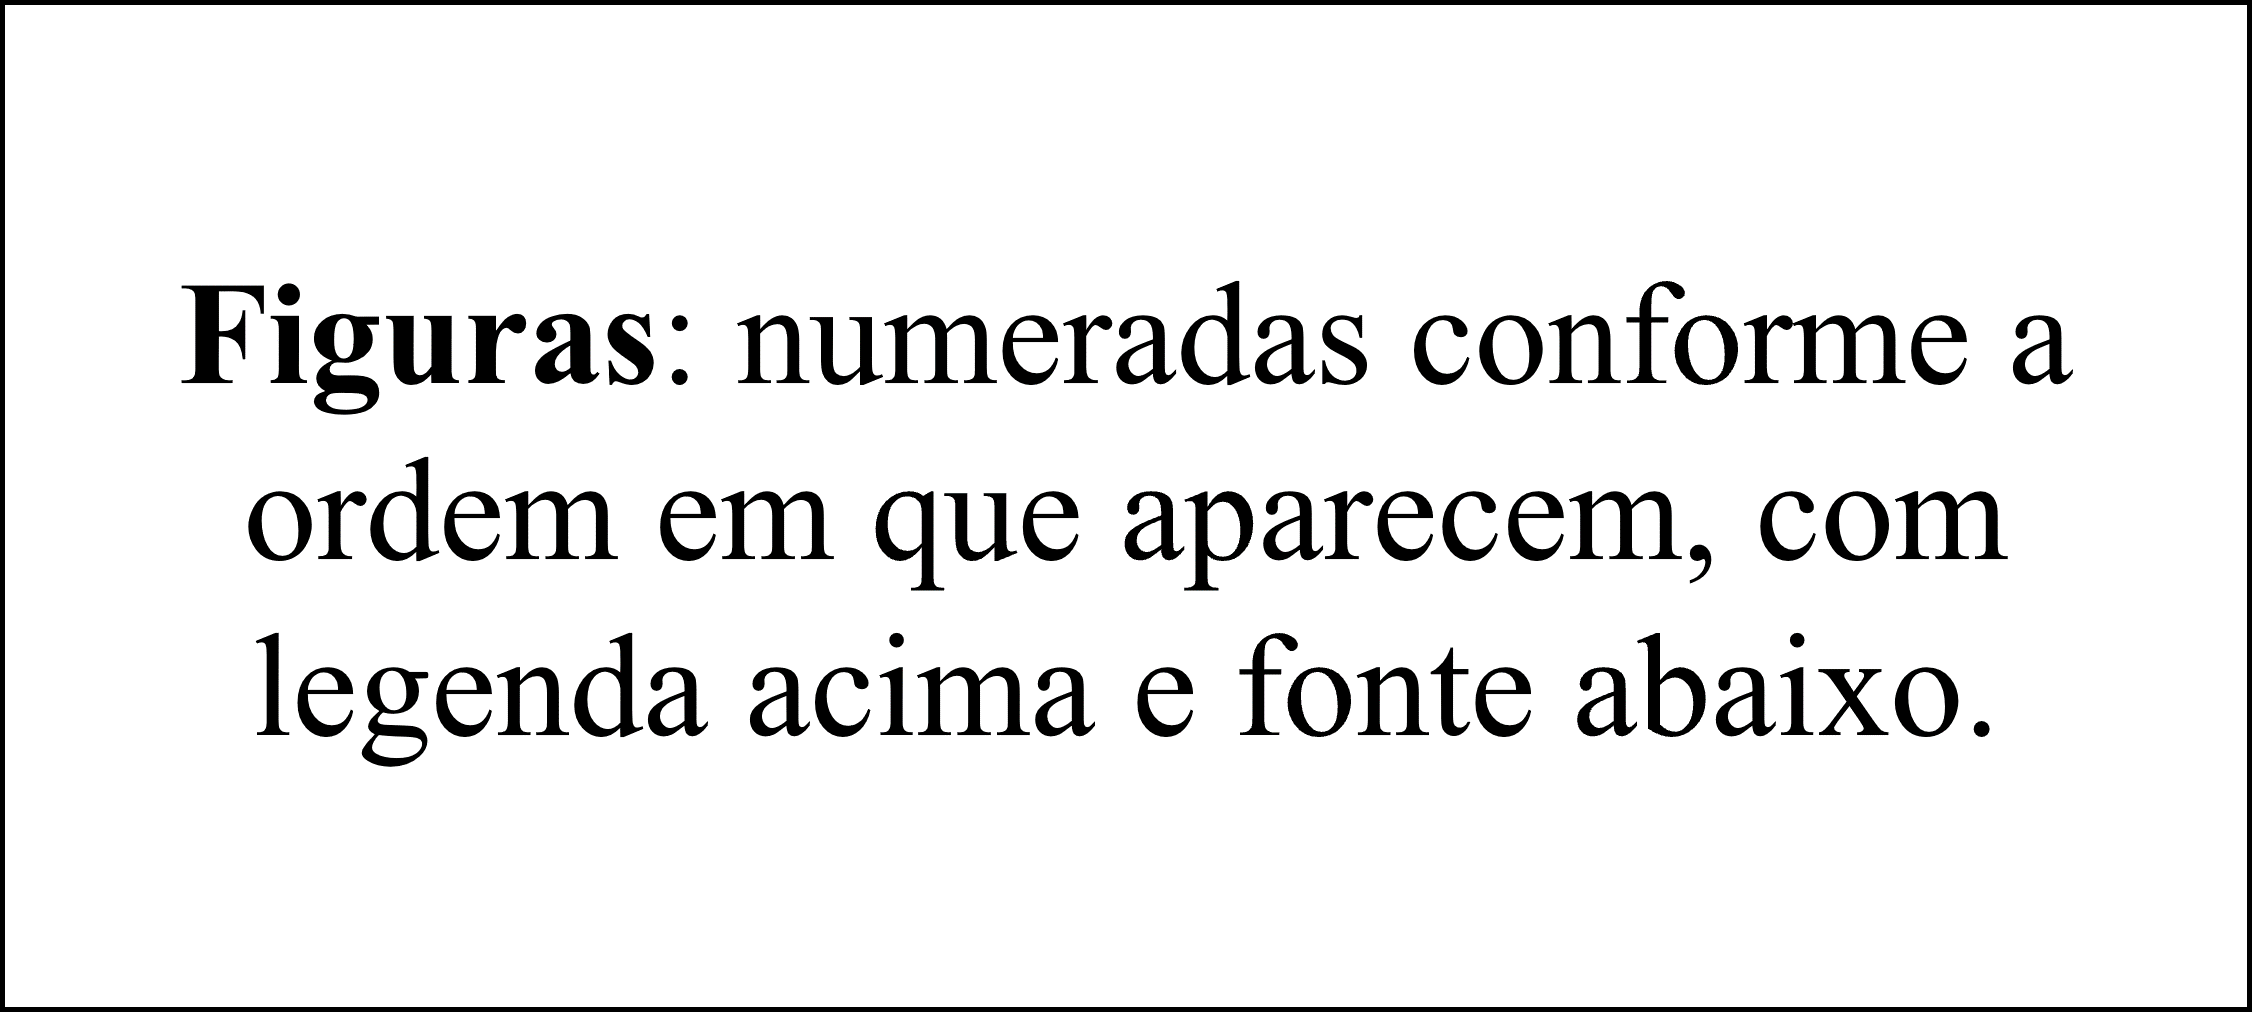 Figuras: numeradas conforme a
ordem em que aparecem, com
legenda acima e fonte abaixo.